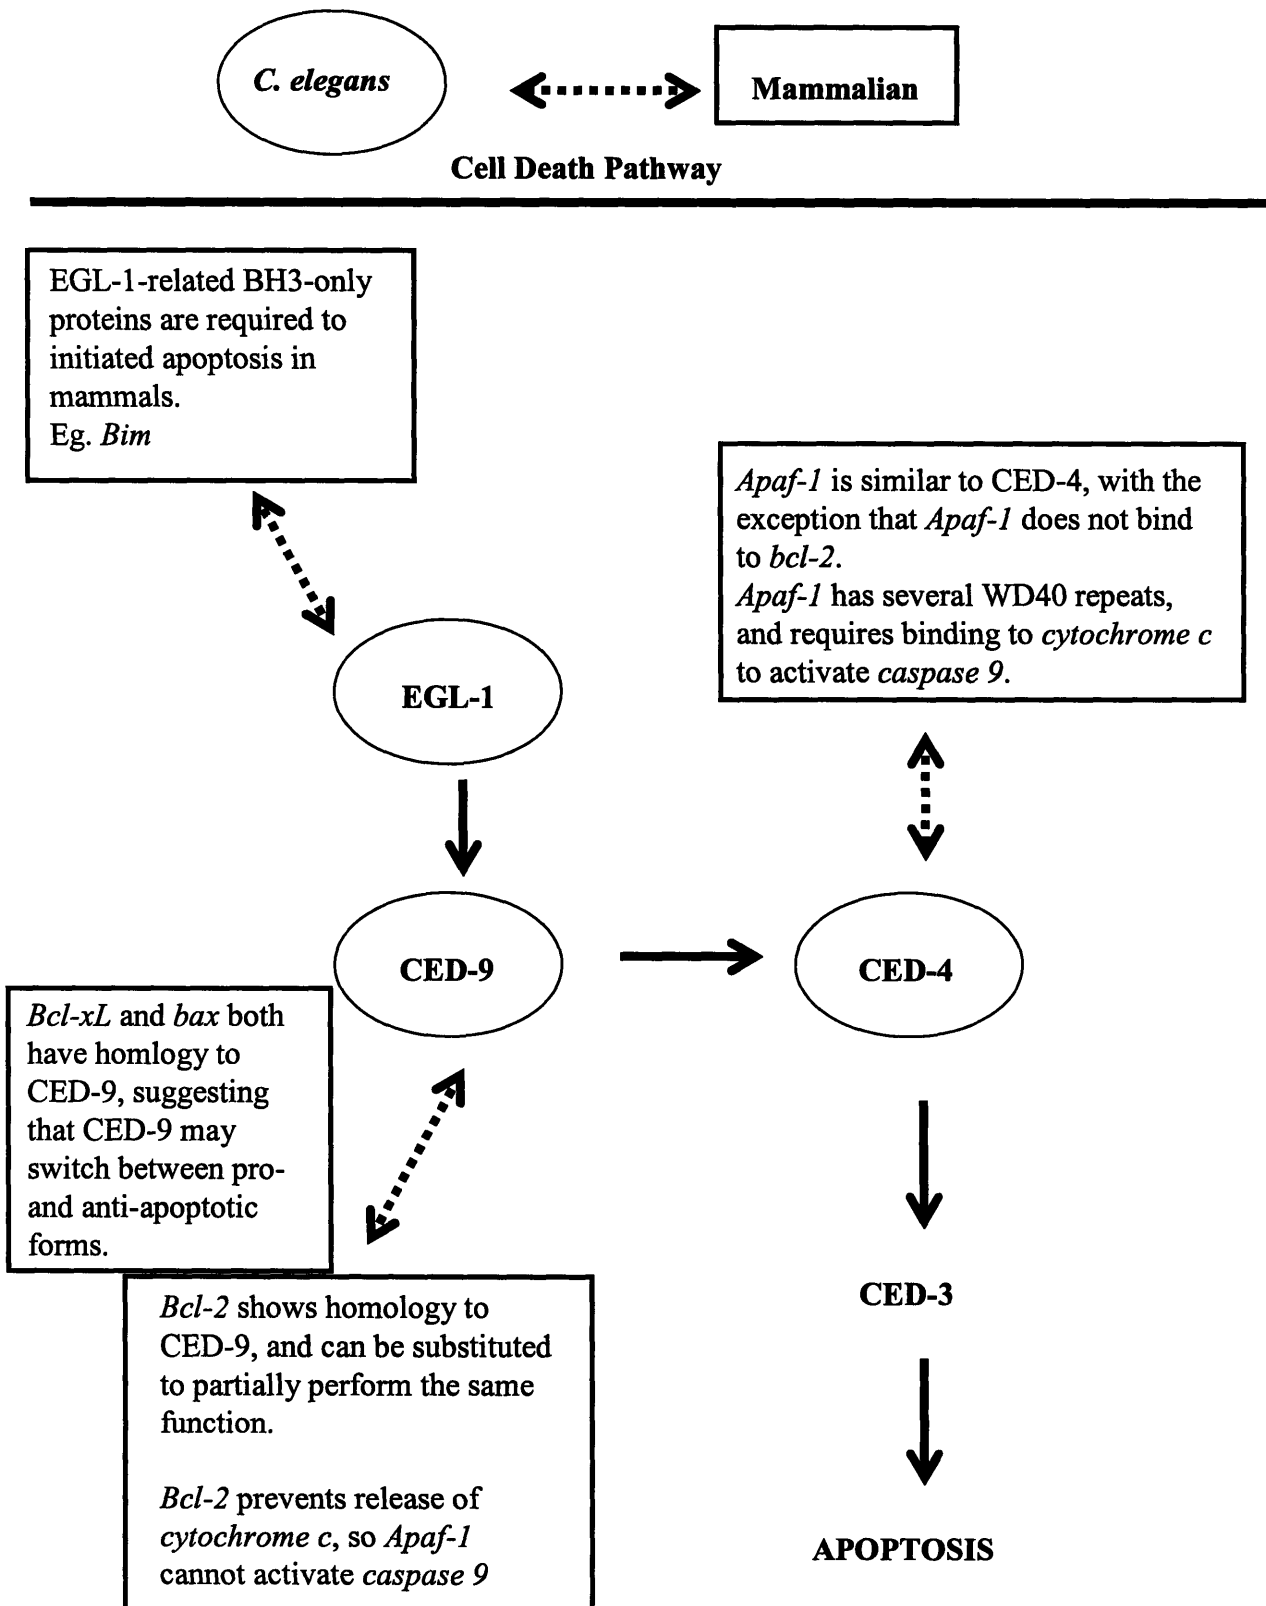 C. elegans
Mammalian
Cell Death Pathway
EGL-1-related BH3-only
proteins are required to
initiated apoptosis in
mammals.
Eg. Bim
Apaf-1 is similar to CED-4, with the
exception that Apaf-1 does not bind
to bcl-2.
Apaf-1 has several WD40 repeats,
and requires binding to cytochrome c
to activate caspase 9.
EGL-1
CED-9
CED-4
Bcl-xL and bax both
have homlogy to
CED-9, suggesting
that CED-9 may
switch between pro-
and anti-apoptotic
forms.
CED-3
Bcl-2 shows homology to
CED-9, and can be substituted
to partially perform the same
function.
Bcl-2 prevents release of
cytochrome c, so Apaf-1
cannot activate caspase 9
APOPTOSIS